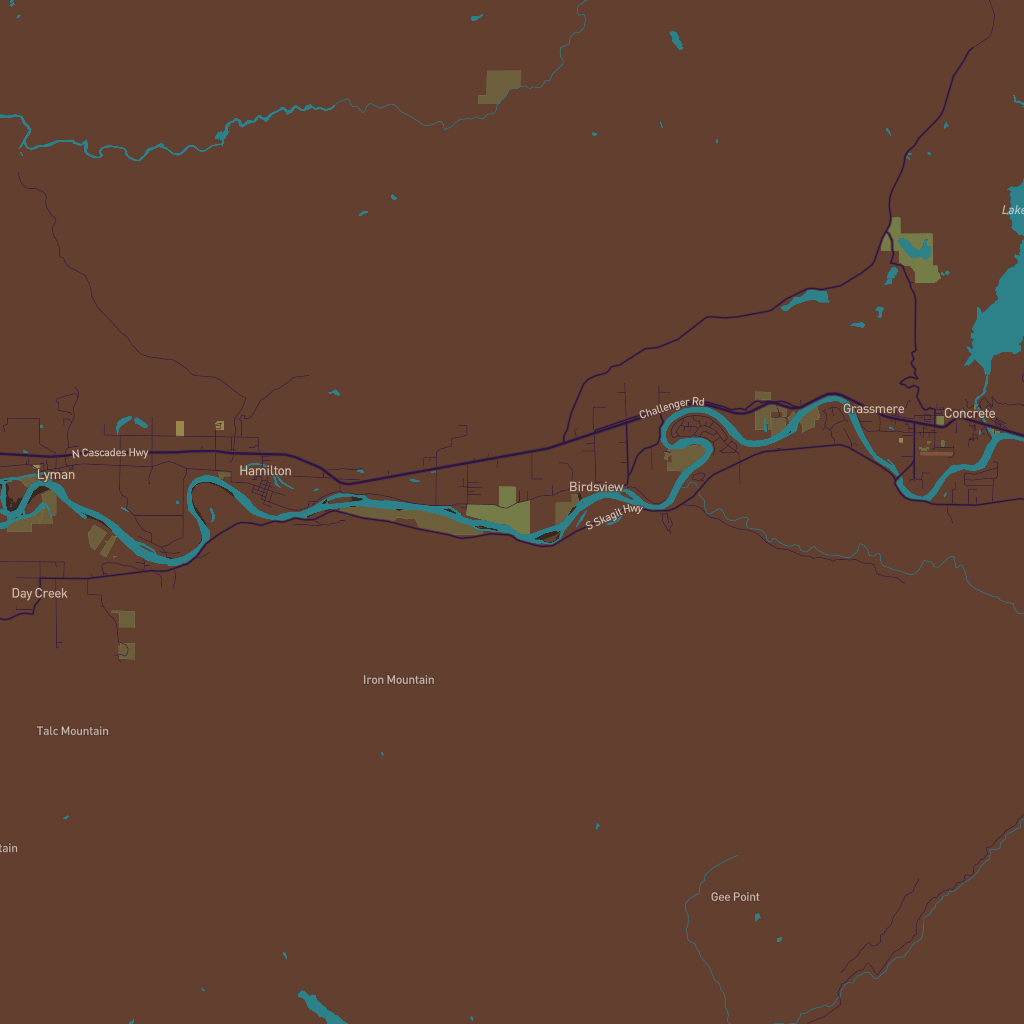 Lake
Challenger Rd
Grassmere
Concrete
N Cascades Hwy
Lyman
Hamilton
Birdsview
S Skagit Hwy
Day Creek
Iron Mountain
Talc Mountain
tain
Gee Point